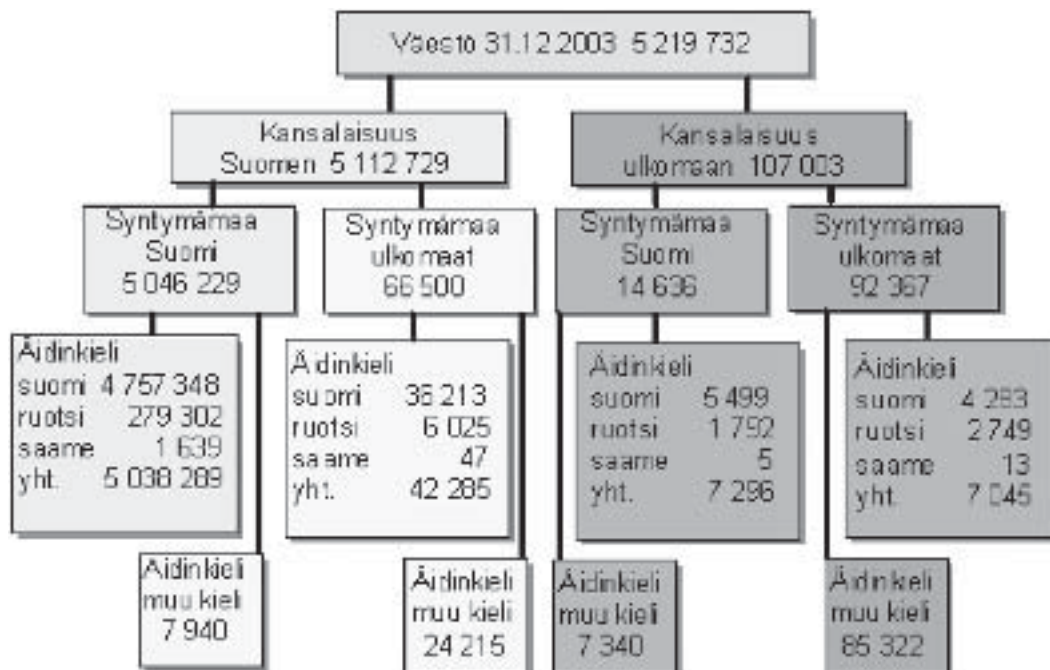 Väestö 31.12.2003 5 219 732
Kansalaisuus
Suomen 5 112 729
Kansalaisuus
ulkomaan 107 003
Syntymämaa
Suomi
5 046 229
Syntymämaa
ulkomaat
66 500
Syntymämaa
Suomi
14 636
Syntymämaa
ulkomaat
92 367
Äidinkieli
suomi 4 757 348
ruotsi 279 302
saame 1 639
yht. 5 038 289
Äidinkieli
suomi 36 213
ruotsi 6 025
saame 47
yht. 42 285
Äidinkieli
suomi 5 499
ruotsi 1 792
saame 5
yht. 7 296
Äidinkieli
suomi 4 283
ruotsi 2 749
saame 13
yht. 7 045
Äidinkieli
muu kieli
7 940
Äidinkieli
muu kieli
24 215
Äidinkieli
muu kieli
7 340
Äidinkieli
muu kieli
85 322